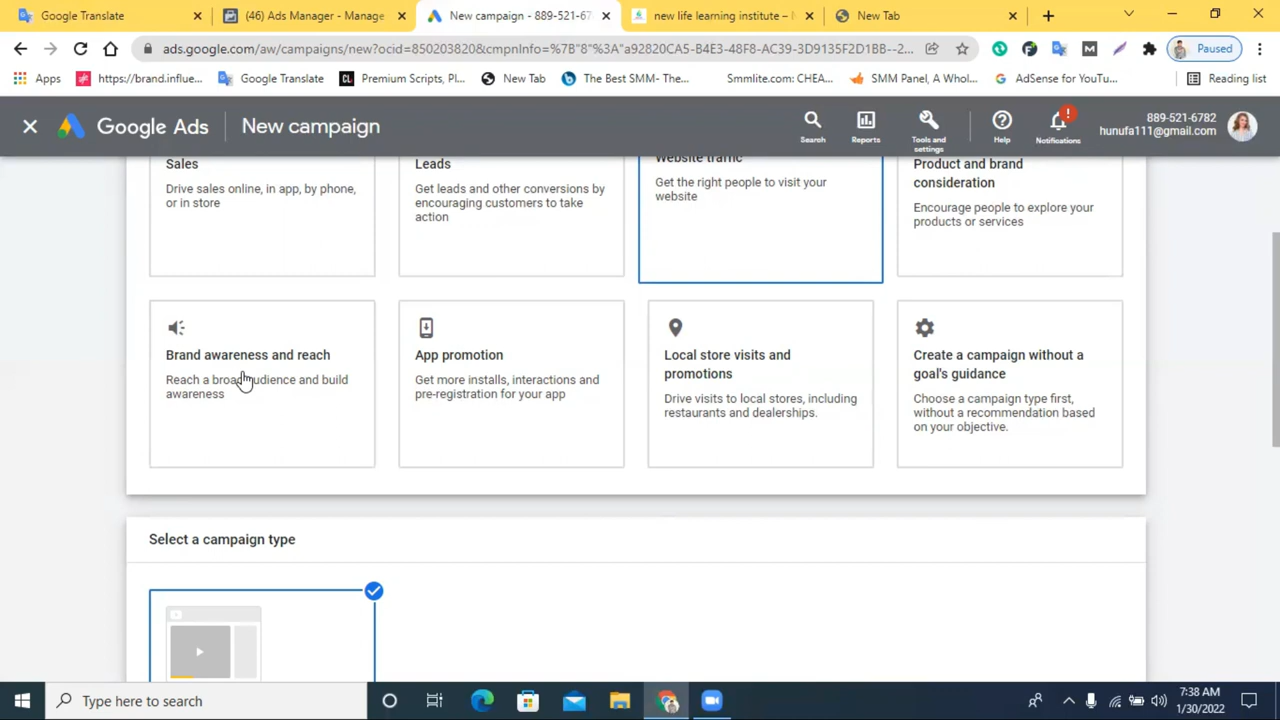 Google Translate
(46) Ads Manager - Manage
New campaign - 889-521-67
new life learning institute –
New Tab
ads.google.com/aw/campaigns/new?ocid=850203820&cmpnInfo=%7B"8"%3A"a92820CA5-B4E3-48F8-AC39-3D9135F2D1BB--2...
Paused
Apps
https://brand.influe...
Google Translate
Premium Scripts, Pl...
New Tab
The Best SMM- The...
Smmlite.com: CHEA...
SMM Panel, A Whol...
AdSense for YouTu...
Reading list
Google Ads
New campaign
Search
Reports
Tools and settings
Help
Notifications
889-521-6782
hunufa111@gmail.com
Sales
Drive sales online, in app, by phone,
or in store
Leads
Get leads and other conversions by
encouraging customers to take
action
Website traffic
Get the right people to visit your
website
Product and brand
consideration
Encourage people to explore your
products or services
Brand awareness and reach
Reach a broad audience and build
awareness
App promotion
Get more installs, interactions and
pre-registration for your app
Local store visits and
promotions
Drive visits to local stores, including
restaurants and dealerships.
Create a campaign without a
goal's guidance
Choose a campaign type first,
without a recommendation based
on your objective.
Select a campaign type
Type here to search
7:38 AM
1/30/2022